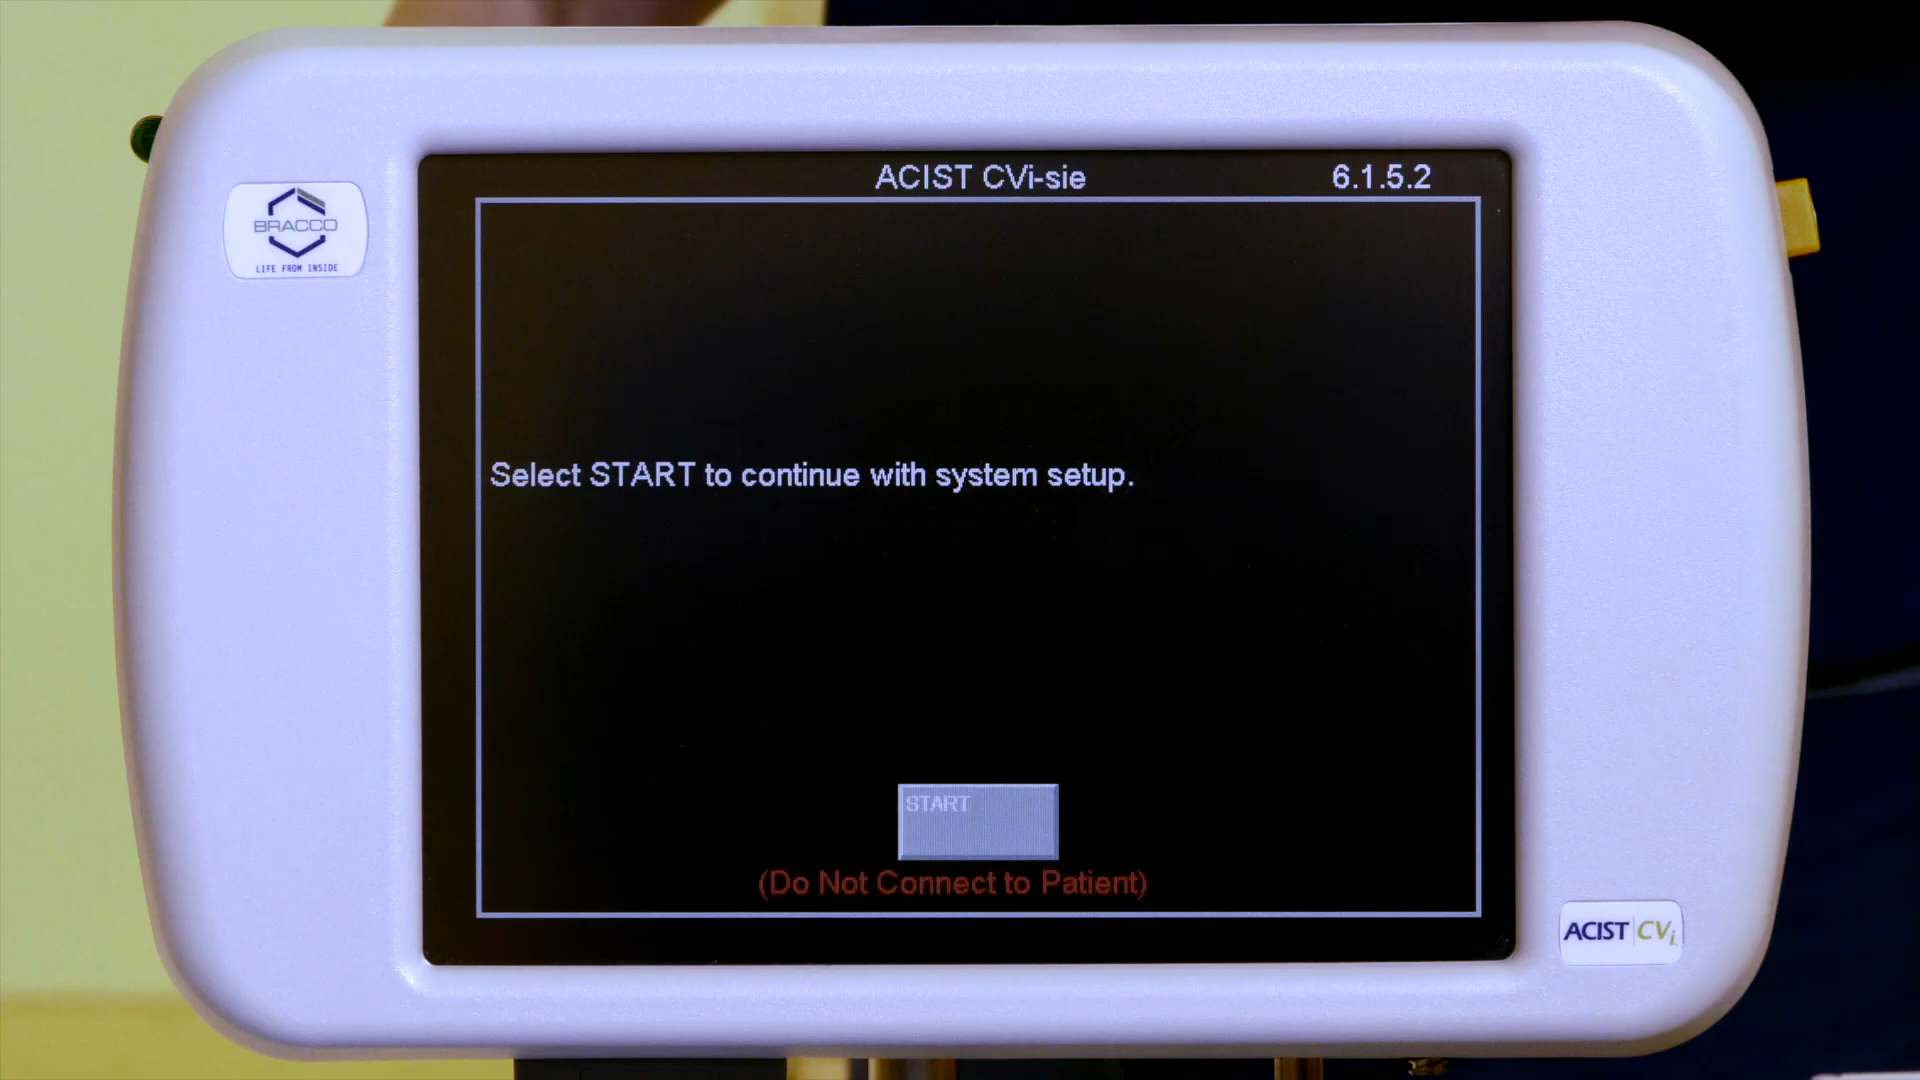 ACIST CVi-sie 6.1.5.2
BRACCO
LIFE FROM INSIDE
Select START to continue with system setup.
START
(Do Not Connect to Patient)
ACIST CVi